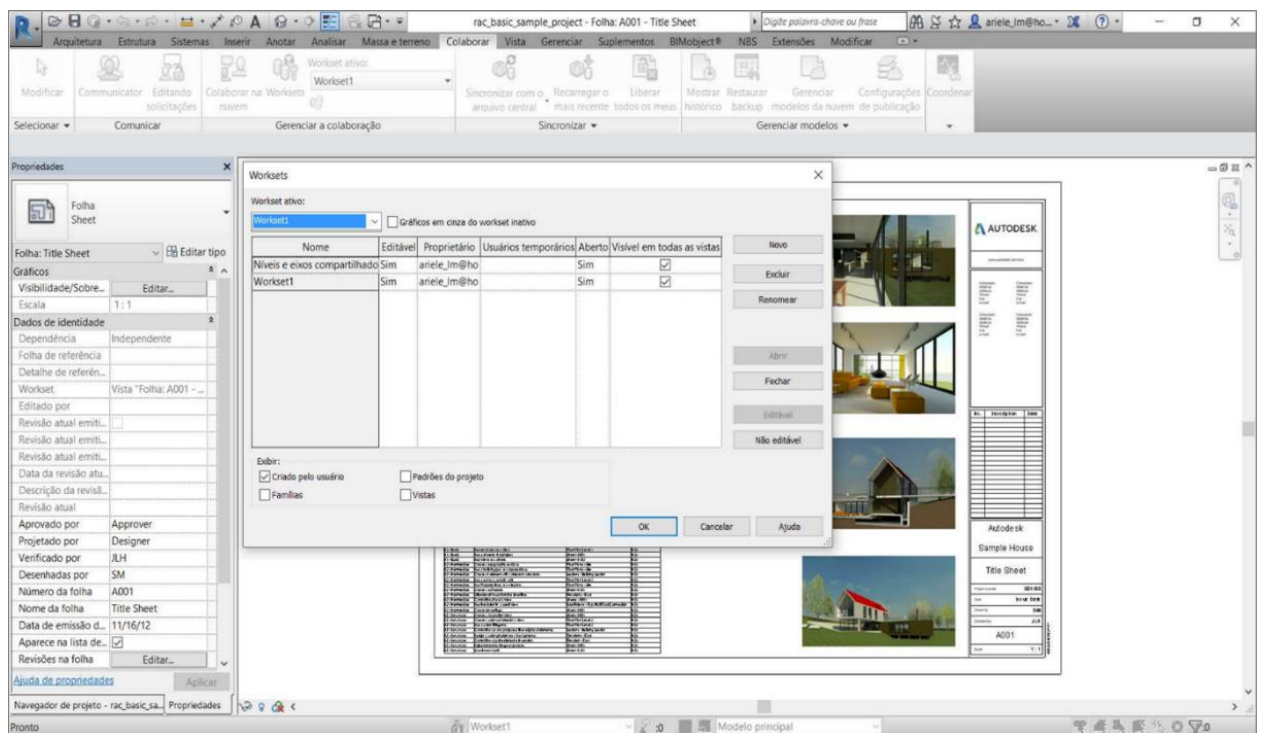 rac_basic_sample_project - Folha: A001 - Title Sheet
Digite palavra-chave ou frase
ariele_lm@ho...
Arquitetura Estrutura Sistemas Inserir Anotar Analisar Massa e terreno Colaborar Vista Gerenciar Suplementos BIMobject® NBS Extensões Modificar
Modificar
Communicator
Editando solicitações
Colaborar na nuvem
Worksets
Workset ativo:
Workset1
Sincronizar com o arquivo central
Recarregar o mais recente
Liberar todos os meus
Mostrar histórico
Restaurar backup
Gerenciar modelos da nuvem
Configurações de publicação
Coordenar
Selecionar
Comunicar
Gerenciar a colaboração
Sincronizar
Gerenciar modelos
Propriedades
Folha
Sheet
Folha: Title Sheet
Editar tipo
Gráficos
Visibilidade/Sobre... Editar...
Escala 1 : 1
Dados de identidade
Dependência Independente
Folha de referência
Detalhe de referên...
Workset Vista "Folha: A001 - ...
Editado por
Revisão atual emiti...
Revisão atual emiti...
Revisão atual emiti...
Data da revisão atu...
Descrição da revisã...
Revisão atual
Aprovado por Approver
Projetado por Designer
Verificado por JLH
Desenhadas por SM
Número da folha A001
Nome da folha Title Sheet
Data de emissão d... 11/16/12
Aparece na lista de...
Revisões na folha Editar...
Ajuda de propriedades
Aplicar
Navegador de projeto - rac_basic_sa... Propriedades
Pronto
Worksets
Workset ativo:
Workset1
Gráficos em cinza do workset inativo
Nome Editável Proprietário Usuários temporários Aberto Visível em todas as vistas
Níveis e eixos compartilhado Sim ariele_lm@ho Sim
Workset1 Sim ariele_lm@ho Sim
Novo
Excluir
Renomear
Abrir
Fechar
Editável
Não editável
Exibir:
Criado pelo usuário
Padrões do projeto
Famílias
Vistas
OK Cancelar Ajuda
AUTODESK
No. Description Date
Autodesk
Sample House
Title Sheet
001-00
SM
JLH
A001
1 : 1
Workset1
:0
Modelo principal
:0